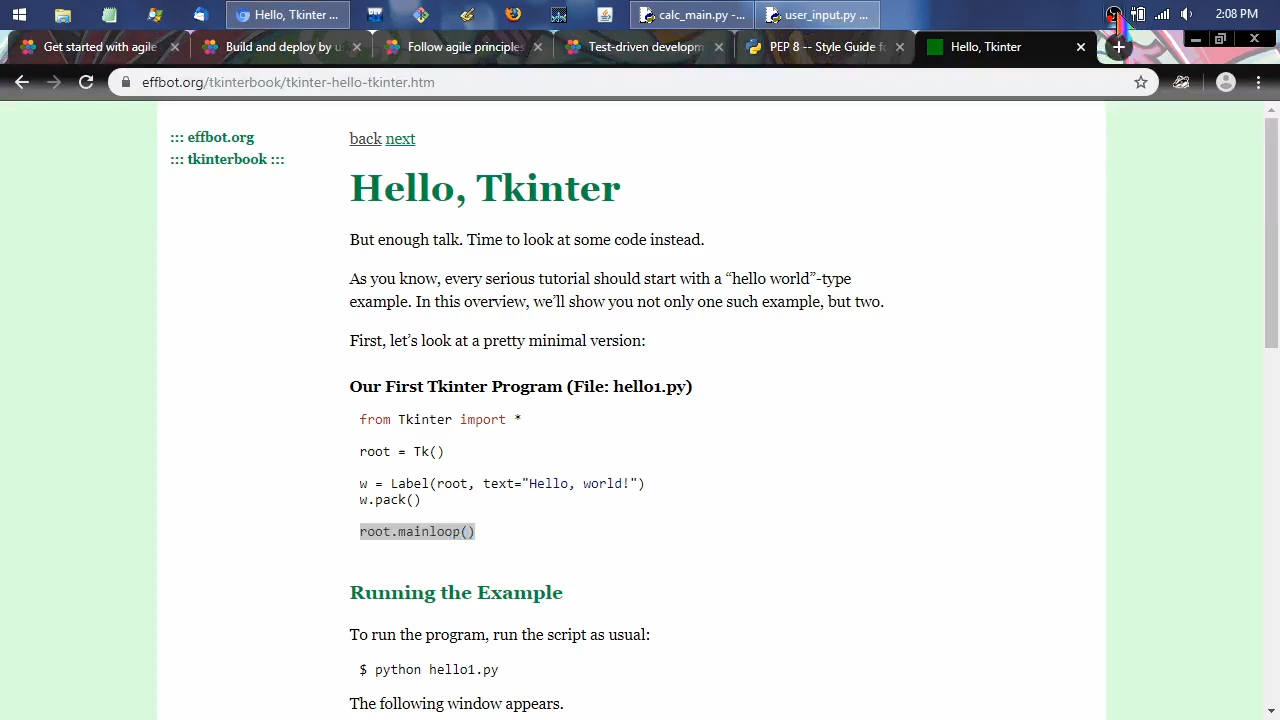 Hello, Tkinter ...
calc_main.py -...
user_input.py ...
2:08 PM
Get started with agile
Build and deploy by u
Follow agile principles
Test-driven developm
PEP 8 -- Style Guide fo
Hello, Tkinter
effbot.org/tkinterbook/tkinter-hello-tkinter.htm
::: effbot.org
::: tkinterbook :::
back next
Hello, Tkinter
But enough talk. Time to look at some code instead.
As you know, every serious tutorial should start with a “hello world”-type
example. In this overview, we’ll show you not only one such example, but two.
First, let’s look at a pretty minimal version:
Our First Tkinter Program (File: hello1.py)
from Tkinter import *
root = Tk()
w = Label(root, text="Hello, world!")
w.pack()
root.mainloop()
Running the Example
To run the program, run the script as usual:
$ python hello1.py
The following window appears.